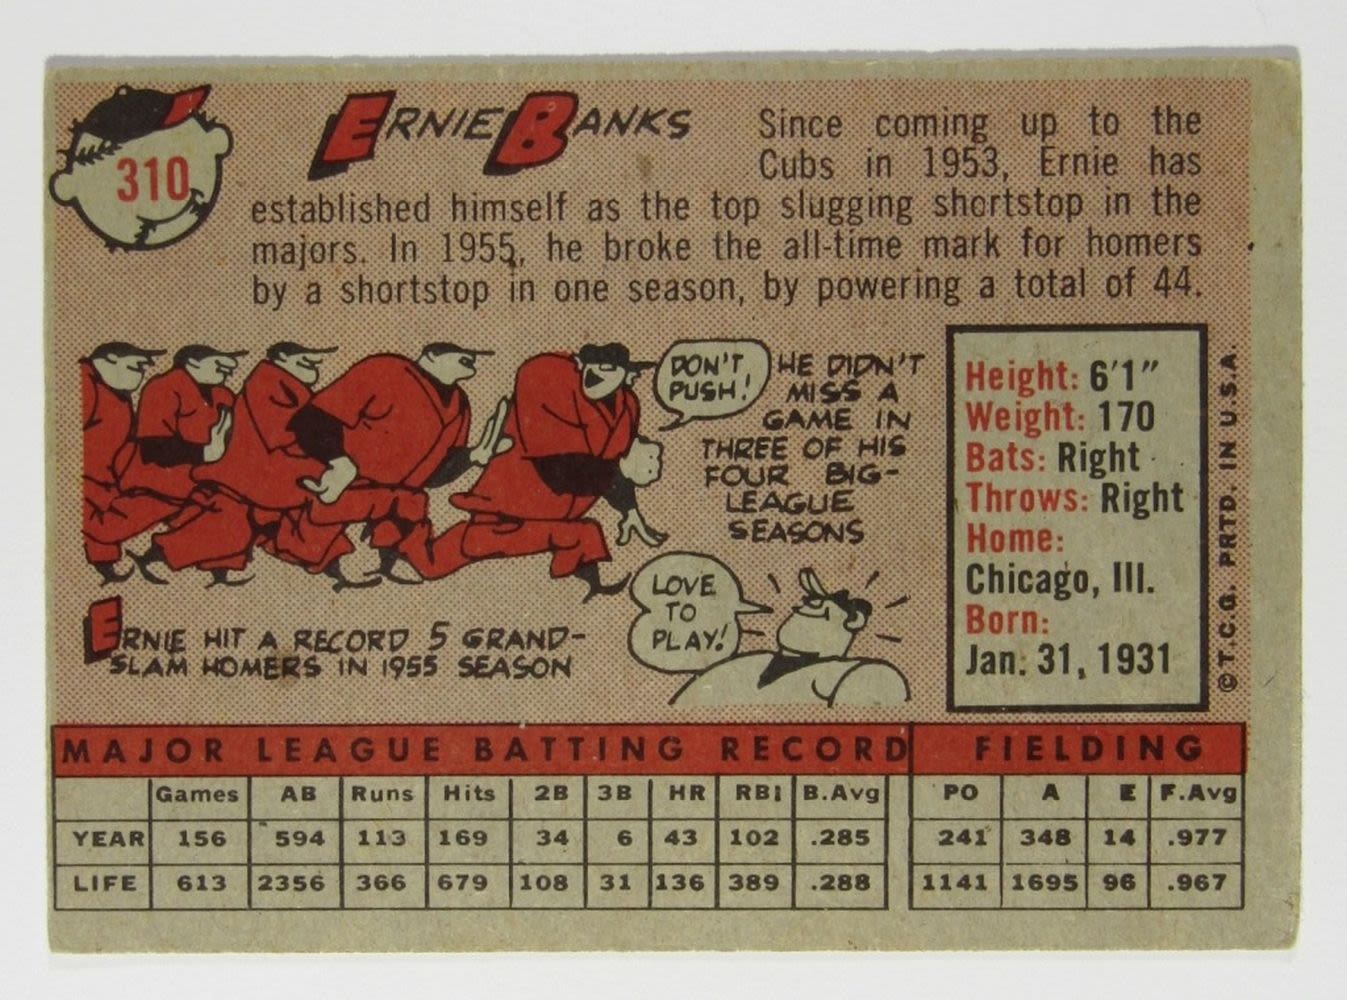 310
ERNIE BANKS
Since coming up to the
Cubs in 1953, Ernie has
established himself as the top slugging shortstop in the
majors. In 1955, he broke the all-time mark for homers
by a shortstop in one season, by powering a total of 44.
DON'T
PUSH!
HE DIDN'T
MISS A
GAME IN
THREE OF HIS
FOUR BIG-
LEAGUE
SEASONS
ERNIE HIT A RECORD 5 GRAND-
SLAM HOMERS IN 1955 SEASON
LOVE
TO
PLAY!
Height: 6'1"
Weight: 170
Bats: Right
Throws: Right
Home:
Chicago, Ill.
Born:
Jan. 31, 1931
©T.C.G. PRTD. IN U.S.A.
MAJOR LEAGUE BATTING RECORD FIELDING
Games AB Runs Hits 2B 3B HR RBI B.Avg PO A E F.Avg
YEAR 156 594 113 169 34 6 43 102 .285 241 348 14 .977
LIFE 613 2356 366 679 108 31 136 389 .288 1141 1695 96 .967